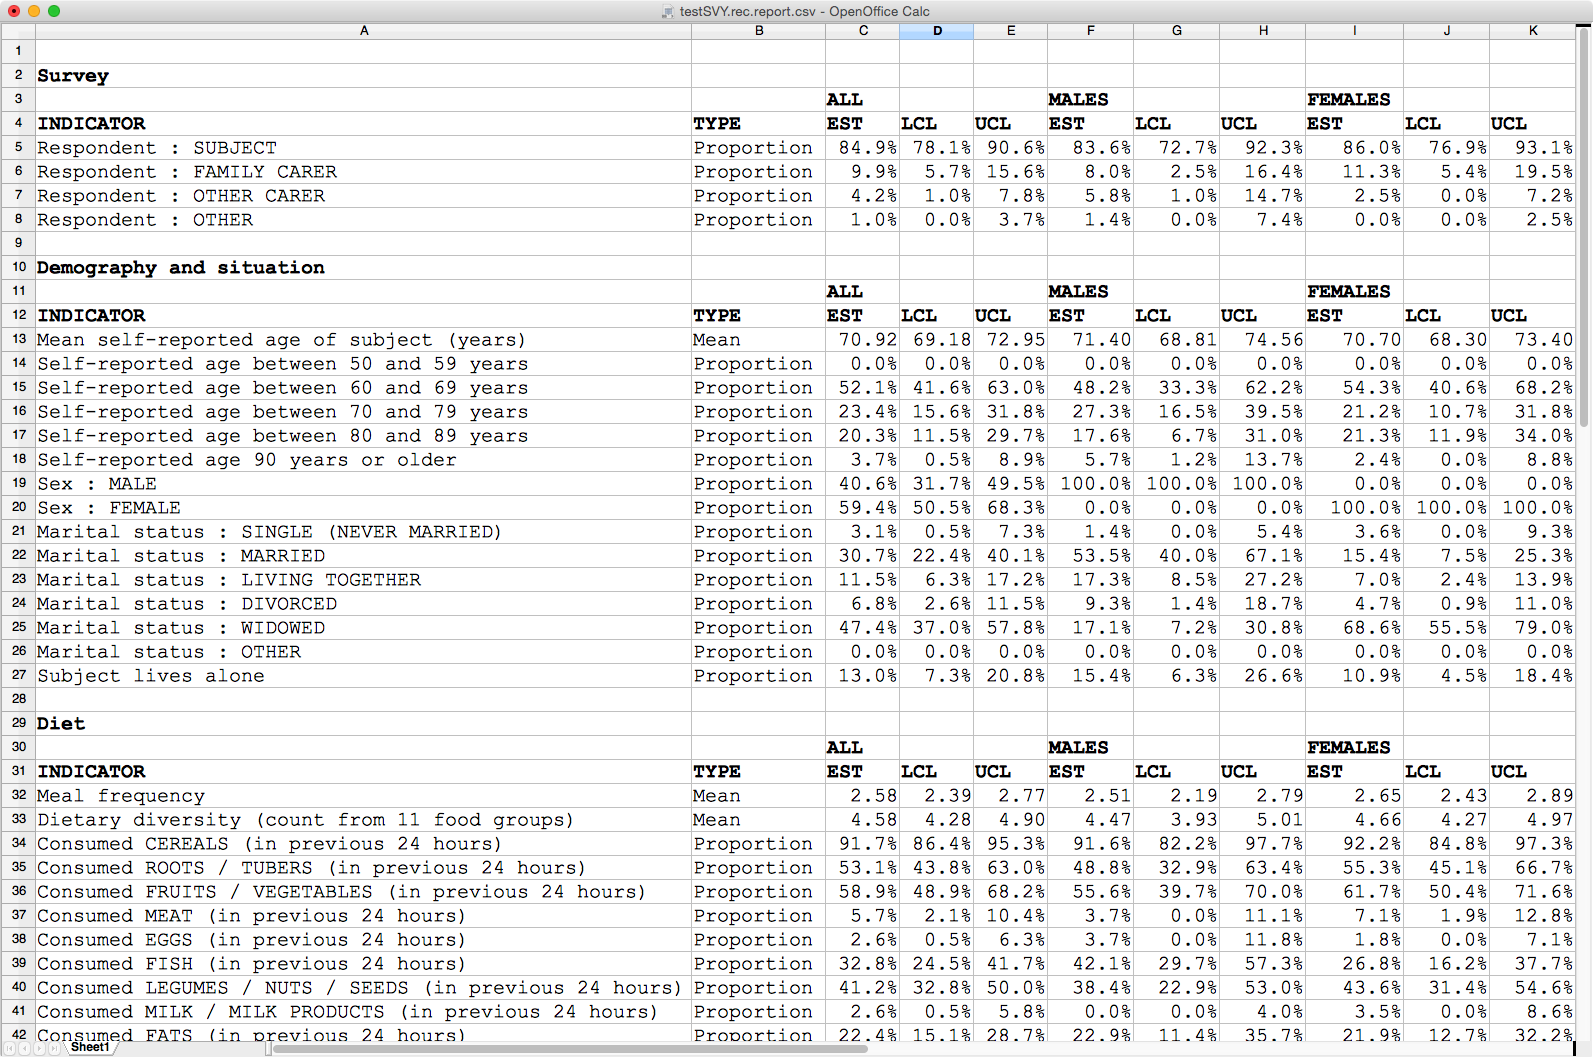 testSVY.rec.report.csv - OpenOffice Calc
A B C D E F G H I J K
1
2 Survey
3 ALL MALES FEMALES
4 INDICATOR TYPE EST LCL UCL EST LCL UCL EST LCL UCL
5 Respondent : SUBJECT Proportion 84.9% 78.1% 90.6% 83.6% 72.7% 92.3% 86.0% 76.9% 93.1%
6 Respondent : FAMILY CARER Proportion 9.9% 5.7% 15.6% 8.0% 2.5% 16.4% 11.3% 5.4% 19.5%
7 Respondent : OTHER CARER Proportion 4.2% 1.0% 7.8% 5.8% 1.0% 14.7% 2.5% 0.0% 7.2%
8 Respondent : OTHER Proportion 1.0% 0.0% 3.7% 1.4% 0.0% 7.4% 0.0% 0.0% 2.5%
9
10 Demography and situation
11 ALL MALES FEMALES
12 INDICATOR TYPE EST LCL UCL EST LCL UCL EST LCL UCL
13 Mean self-reported age of subject (years) Mean 70.92 69.18 72.95 71.40 68.81 74.56 70.70 68.30 73.40
14 Self-reported age between 50 and 59 years Proportion 0.0% 0.0% 0.0% 0.0% 0.0% 0.0% 0.0% 0.0% 0.0%
15 Self-reported age between 60 and 69 years Proportion 52.1% 41.6% 63.0% 48.2% 33.3% 62.2% 54.3% 40.6% 68.2%
16 Self-reported age between 70 and 79 years Proportion 23.4% 15.6% 31.8% 27.3% 16.5% 39.5% 21.2% 10.7% 31.8%
17 Self-reported age between 80 and 89 years Proportion 20.3% 11.5% 29.7% 17.6% 6.7% 31.0% 21.3% 11.9% 34.0%
18 Self-reported age 90 years or older Proportion 3.7% 0.5% 8.9% 5.7% 1.2% 13.7% 2.4% 0.0% 8.8%
19 Sex : MALE Proportion 40.6% 31.7% 49.5% 100.0% 100.0% 100.0% 0.0% 0.0% 0.0%
20 Sex : FEMALE Proportion 59.4% 50.5% 68.3% 0.0% 0.0% 0.0% 100.0% 100.0% 100.0%
21 Marital status : SINGLE (NEVER MARRIED) Proportion 3.1% 0.5% 7.3% 1.4% 0.0% 5.4% 3.6% 0.0% 9.3%
22 Marital status : MARRIED Proportion 30.7% 22.4% 40.1% 53.5% 40.0% 67.1% 15.4% 7.5% 25.3%
23 Marital status : LIVING TOGETHER Proportion 11.5% 6.3% 17.2% 17.3% 8.5% 27.2% 7.0% 2.4% 13.9%
24 Marital status : DIVORCED Proportion 6.8% 2.6% 11.5% 9.3% 1.4% 18.7% 4.7% 0.9% 11.0%
25 Marital status : WIDOWED Proportion 47.4% 37.0% 57.8% 17.1% 7.2% 30.8% 68.6% 55.5% 79.0%
26 Marital status : OTHER Proportion 0.0% 0.0% 0.0% 0.0% 0.0% 0.0% 0.0% 0.0% 0.0%
27 Subject lives alone Proportion 13.0% 7.3% 20.8% 15.4% 6.3% 26.6% 10.9% 4.5% 18.4%
28
29 Diet
30 ALL MALES FEMALES
31 INDICATOR TYPE EST LCL UCL EST LCL UCL EST LCL UCL
32 Meal frequency Mean 2.58 2.39 2.77 2.51 2.19 2.79 2.65 2.43 2.89
33 Dietary diversity (count from 11 food groups) Mean 4.58 4.28 4.90 4.47 3.93 5.01 4.66 4.27 4.97
34 Consumed CEREALS (in previous 24 hours) Proportion 91.7% 86.4% 95.3% 91.6% 82.2% 97.7% 92.2% 84.8% 97.3%
35 Consumed ROOTS / TUBERS (in previous 24 hours) Proportion 53.1% 43.8% 63.0% 48.8% 32.9% 63.4% 55.3% 45.1% 66.7%
36 Consumed FRUITS / VEGETABLES (in previous 24 hours) Proportion 58.9% 48.9% 68.2% 55.6% 39.7% 70.0% 61.7% 50.4% 71.6%
37 Consumed MEAT (in previous 24 hours) Proportion 5.7% 2.1% 10.4% 3.7% 0.0% 11.1% 7.1% 1.9% 12.8%
38 Consumed EGGS (in previous 24 hours) Proportion 2.6% 0.5% 6.3% 3.7% 0.0% 11.8% 1.8% 0.0% 7.1%
39 Consumed FISH (in previous 24 hours) Proportion 32.8% 24.5% 41.7% 42.1% 29.7% 57.3% 26.8% 16.2% 37.7%
40 Consumed LEGUMES / NUTS / SEEDS (in previous 24 hours) Proportion 41.2% 32.8% 50.0% 38.4% 22.9% 53.0% 43.6% 31.4% 54.6%
41 Consumed MILK / MILK PRODUCTS (in previous 24 hours) Proportion 2.6% 0.5% 5.8% 0.0% 0.0% 4.0% 3.5% 0.0% 8.6%
42 Consumed FATS (in previous 24 hours) Proportion 22.4% 15.1% 28.7% 22.9% 11.4% 35.7% 21.9% 12.7% 32.2%
Sheet1